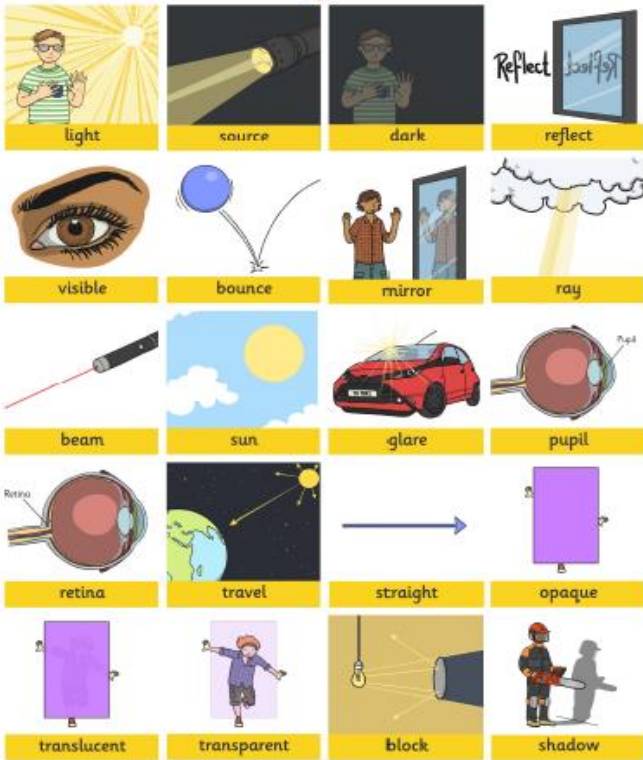 Reflect Reflect
light source dark reflect
visible bounce mirror ray
Pupil
beam sun glare pupil
Retina
retina travel straight opaque
translucent transparent block shadow